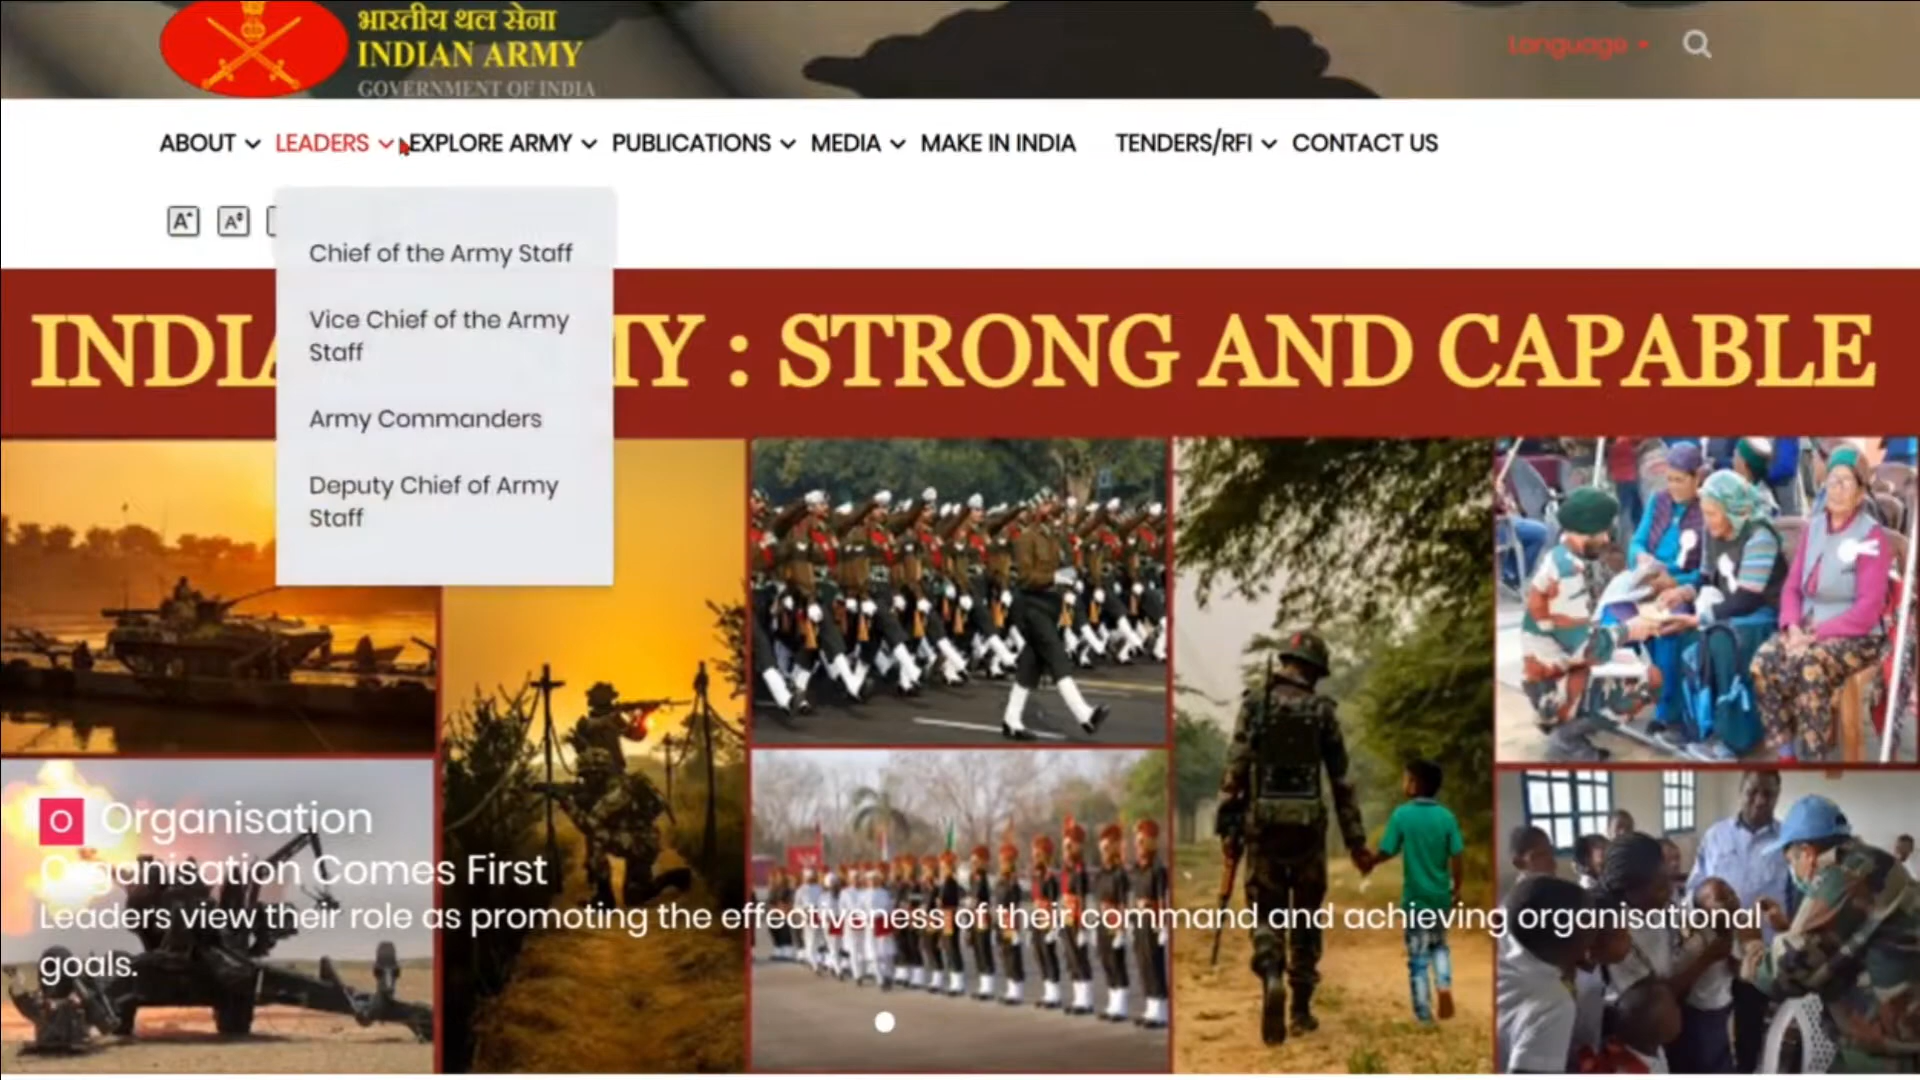 भारतीय थल सेना
INDIAN ARMY
GOVERNMENT OF INDIA
Language
ABOUT LEADERS EXPLORE ARMY PUBLICATIONS MEDIA MAKE IN INDIA TENDERS/RFI CONTACT US
A+ A
Chief of the Army Staff
Vice Chief of the Army
Staff
Army Commanders
Deputy Chief of Army
Staff
: STRONG AND CAPABLE
O Organisation
Organisation Comes First
Leaders view their role as promoting the effectiveness of their command and achieving organisational
goals.